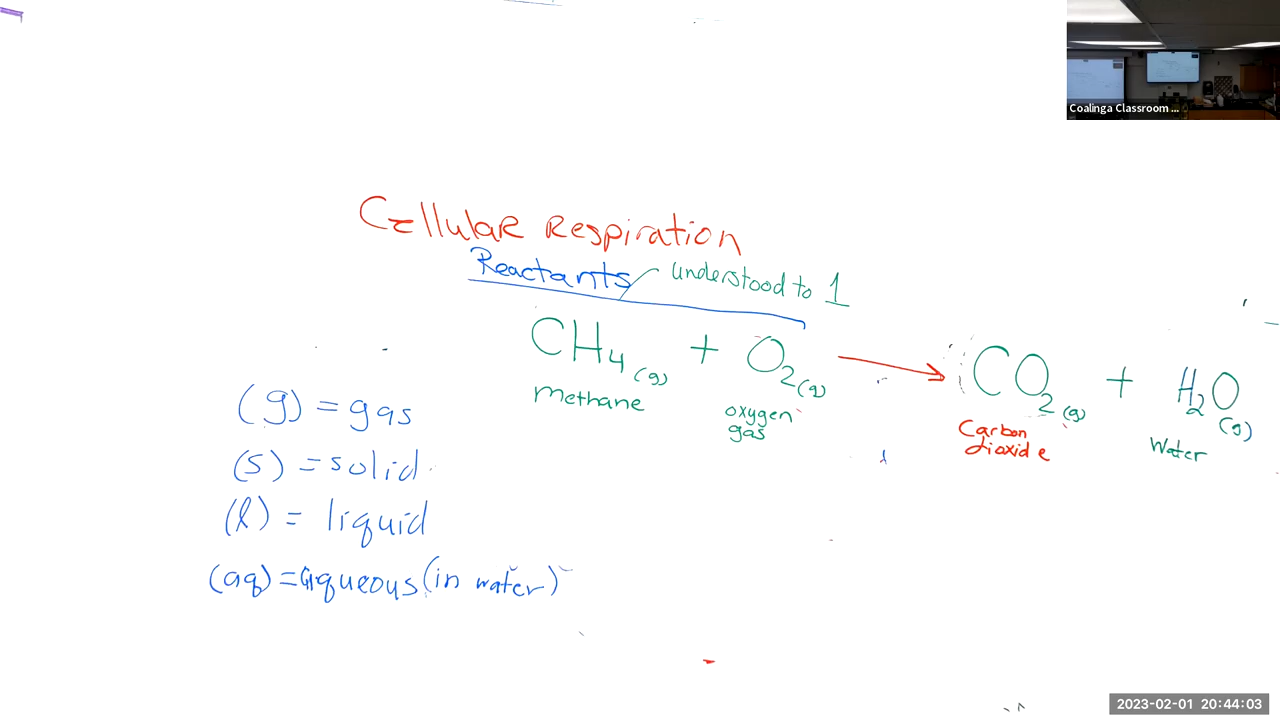 Coalinga Classroom ...
Cellular Respiration
Reactants understood to 1
CH4 (g) + O2 (g) → CO2 (g) + H2O (g)
methane oxygen gas Carbon dioxide Water
(g) = gas
(s) = solid
(l) = liquid
(aq) = aqueous (in water)
2023-02-01 20:44:03